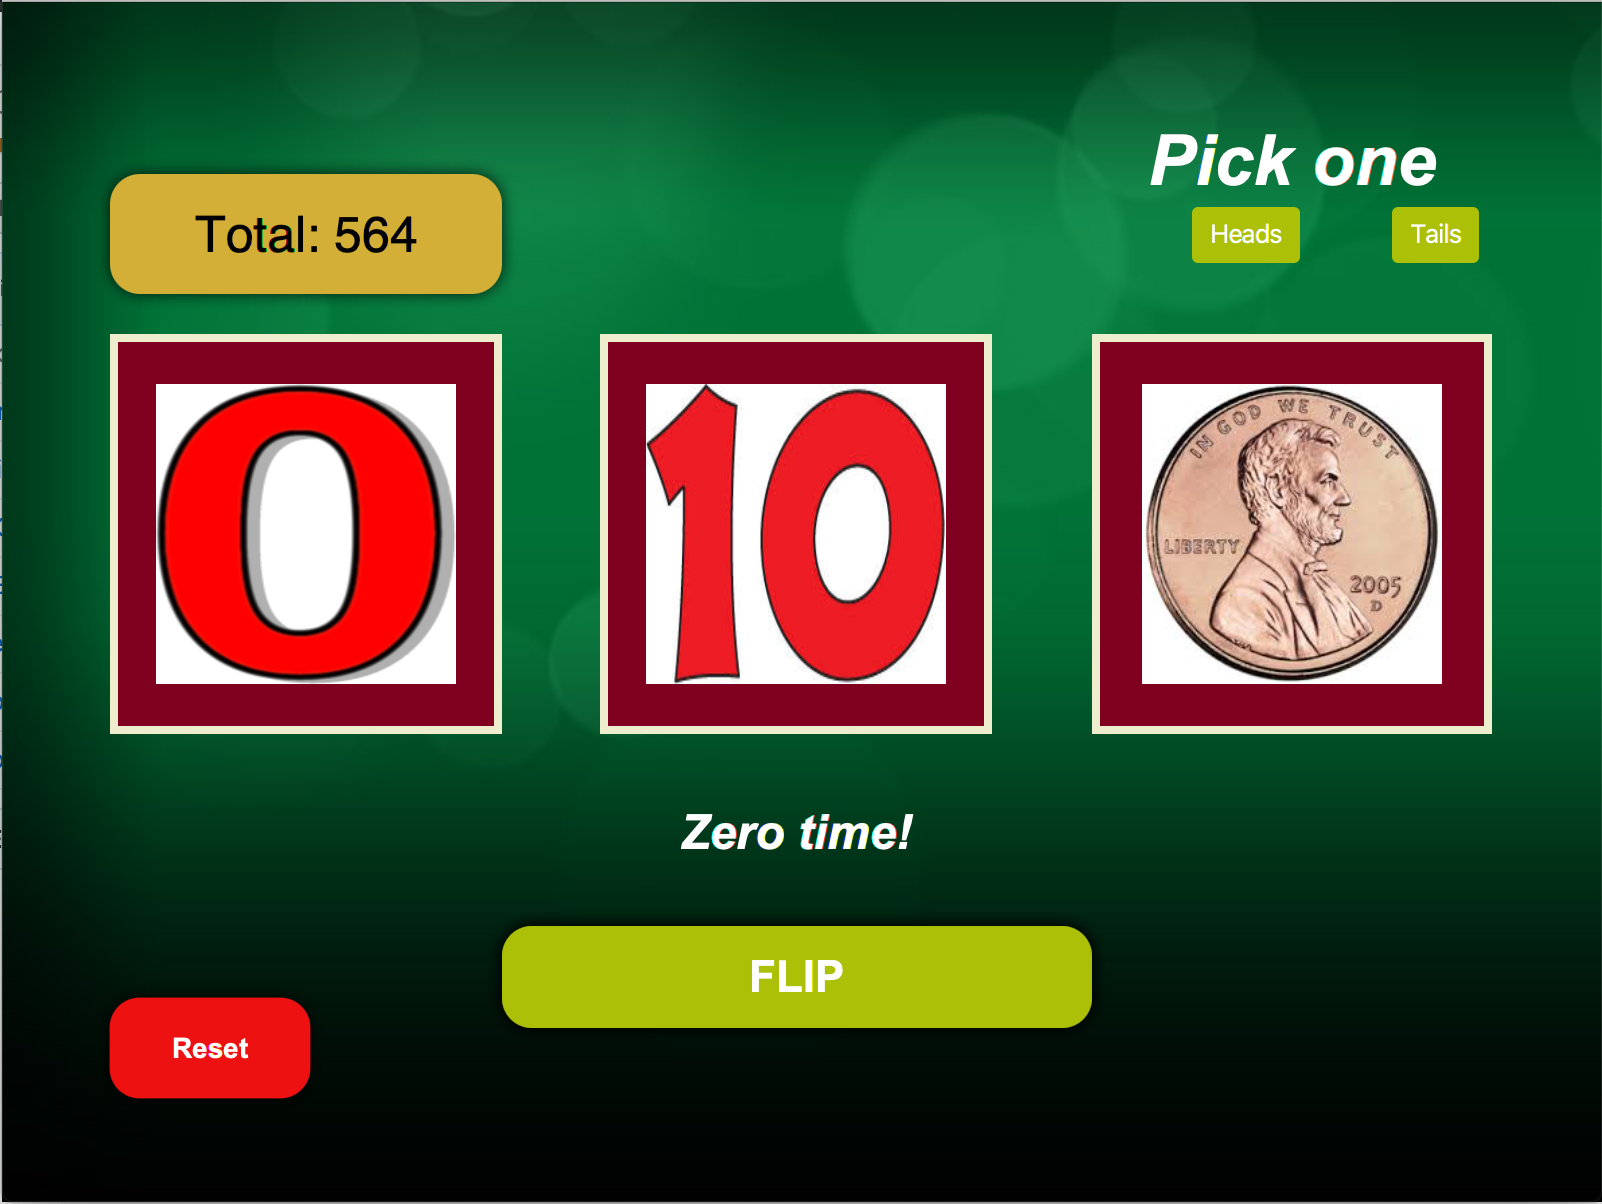 Pick one
Total: 564
Heads
Tails
0
10
IN GOD WE TRUST
LIBERTY
2005
D
Zero time!
FLIP
Reset